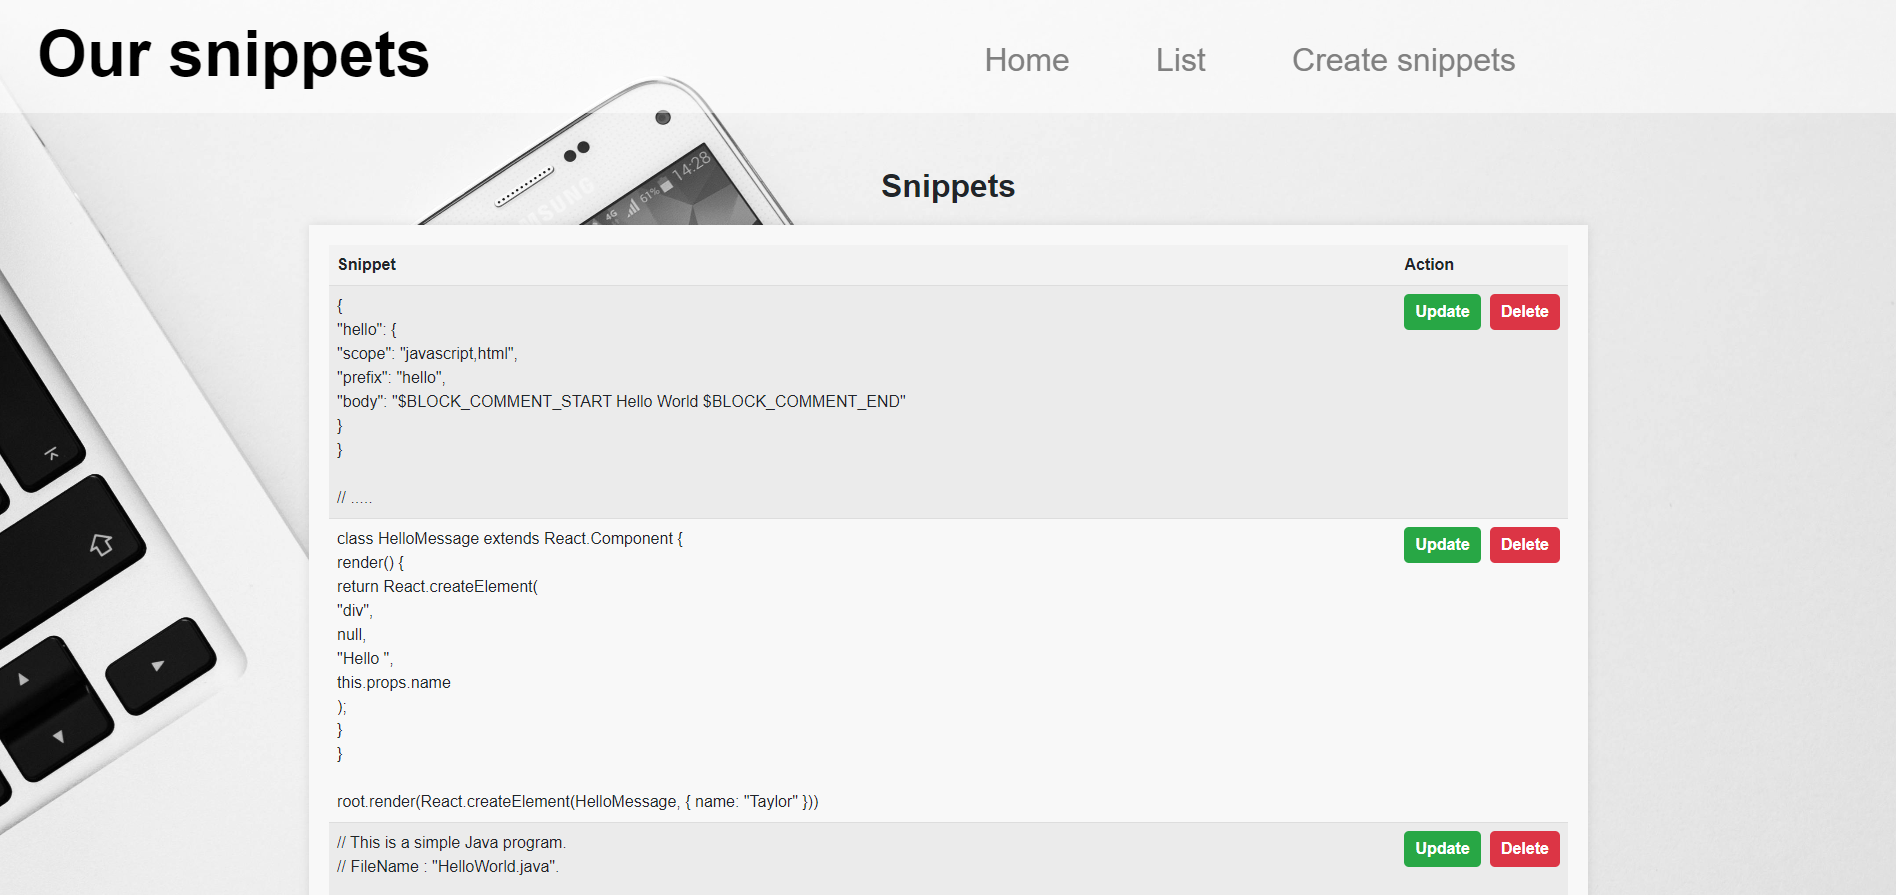 Our snippets
Home List Create snippets
14:28
61%
4G
Snippets
Snippet Action
{ Update Delete
"hello": {
"scope": "javascript,html",
"prefix": "hello",
"body": "$BLOCK_COMMENT_START Hello World $BLOCK_COMMENT_END"
}
}
// .....
class HelloMessage extends React.Component { Update Delete
render() {
return React.createElement(
"div",
null,
"Hello ",
this.props.name
);
}
}
root.render(React.createElement(HelloMessage, { name: "Taylor" }))
// This is a simple Java program. Update Delete
// FileName : "HelloWorld.java".